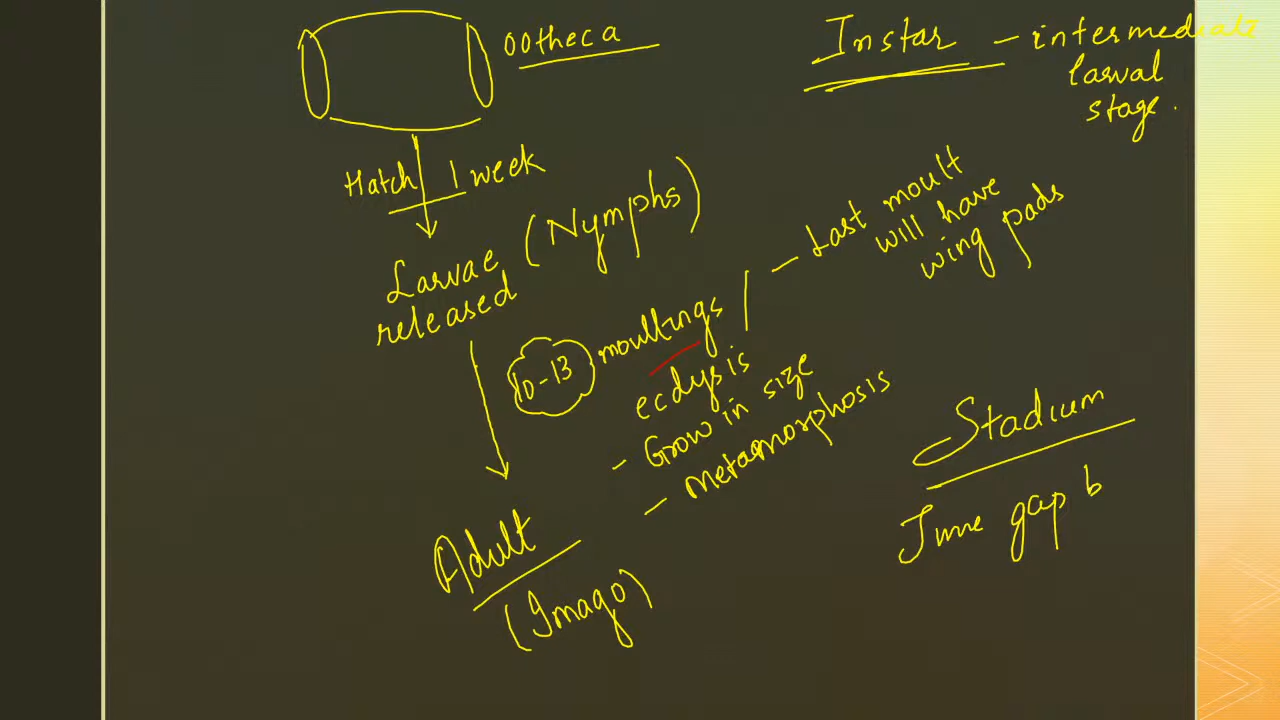 ootheca
Instar - intermediate
larval
stage.
Hatch 1 week
Larvae (Nymphs)
released
- Last moult
will have
wing pads
10-13 moultings
ecdysis
- Grow in size
- Metamorphosis
Adult
(Imago)
Stadium
Time gap b